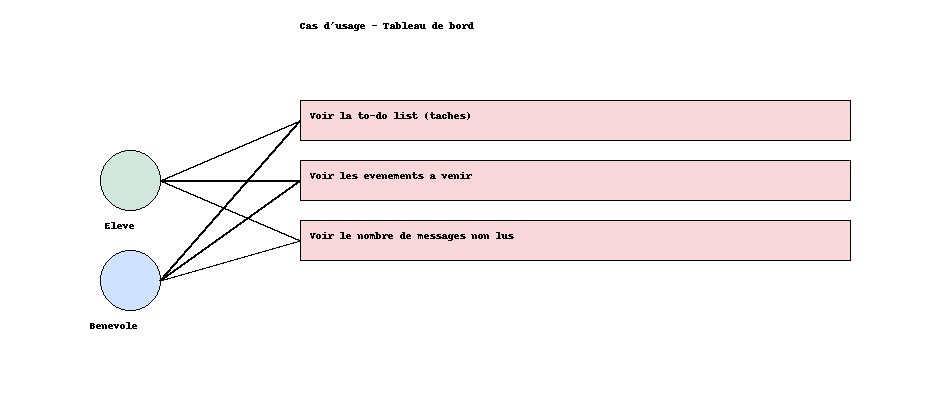 Cas d'usage - Tableau de bord
Voir la to-do list (taches)
Voir les evenements a venir
Eleve
Voir le nombre de messages non lus
Benevole